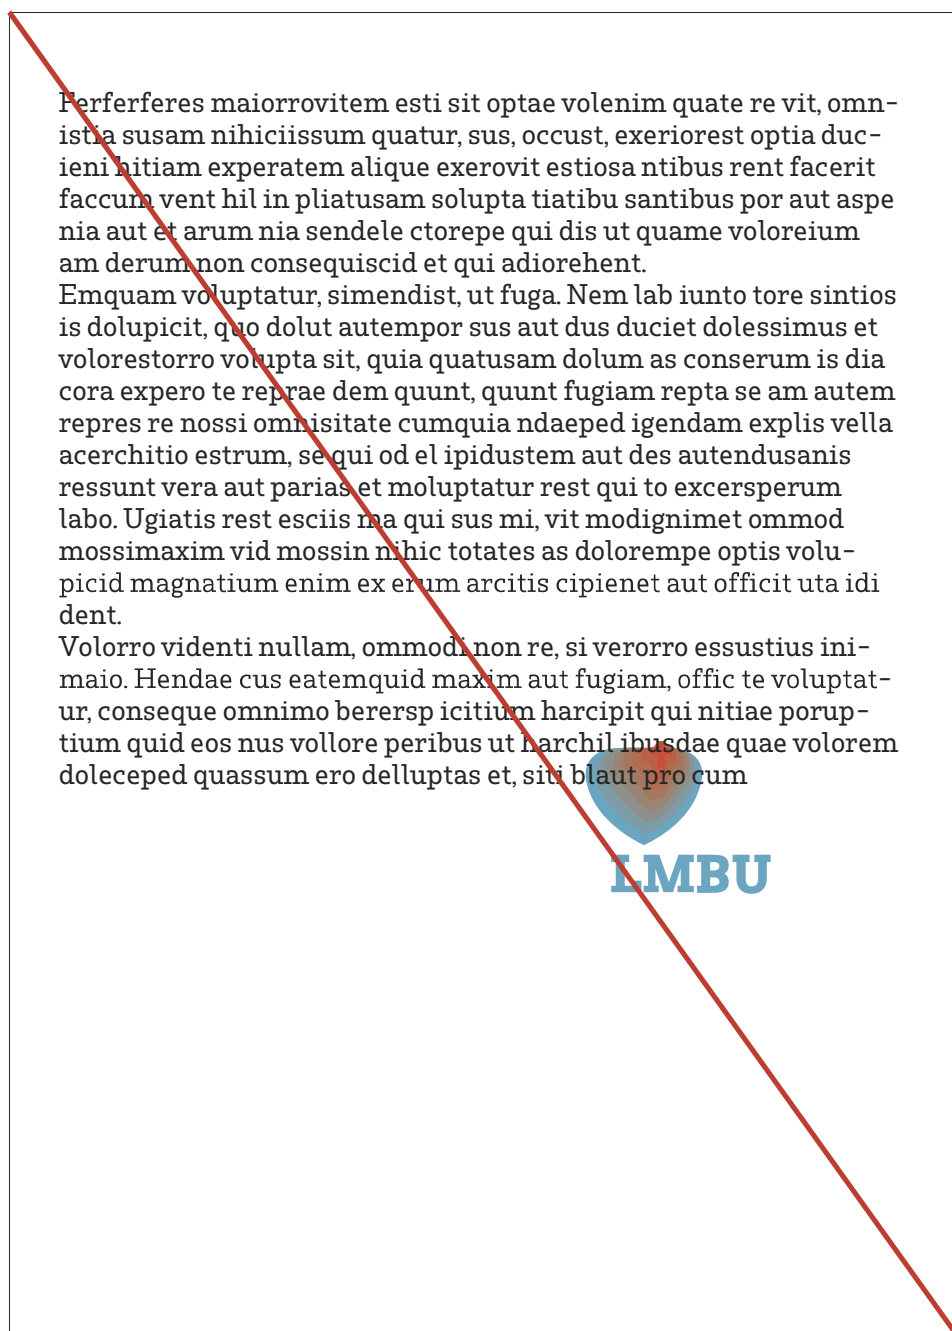 Ferferferes maiorrovitem esti sit optae volenim quate re vit, omn-
istia susam nihiciissum quatur, sus, occust, exeriorest optia duc-
ieni hitiam experatem alique exerovit estiosa ntibus rent facerit
faccum vent hil in pliatusam solupta tiatibu santibus por aut aspe
nia aut et arum nia sendele ctorepe qui dis ut quame voloreium
am derum non consequiscid et qui adiorehent.
Emquam voluptatur, simendist, ut fuga. Nem lab iunto tore sintios
is dolupicit, quo dolut autempor sus aut dus duciet dolessimus et
volorestorro volupta sit, quia quatusam dolum as conserum is dia
cora expero te reprae dem quunt, quunt fugiam repta se am autem
repres re nossi omnisitate cumquia ndaeped igendam explis vella
acerchitio estrum, se qui od el ipidustem aut des autendusanis
ressunt vera aut parias et moluptatur rest qui to excersperum
labo. Ugiatis rest esciis ma qui sus mi, vit modignimet ommod
mossimaxim vid mossin nihic totates as dolorempe optis volu-
picid magnatium enim ex erum arcitis cipienet aut officit uta idi
dent.
Volorro videnti nullam, ommodi non re, si verorro essustius ini-
maio. Hendae cus eatemquid maxim aut fugiam, offic te voluptat-
ur, conseque omnimo berersp icitium harcipit qui nitiae porup-
tium quid eos nus vollore peribus ut harchil ibusdae quae volorem
doleceped quassum ero delluptas et, siti blaut pro cum
LMBU